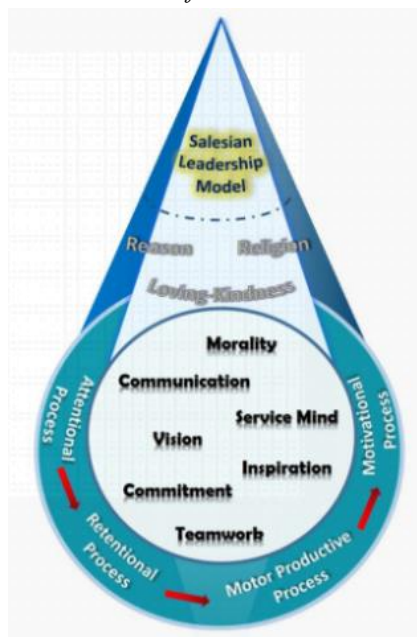 Salesian
Leadership
Model
Reason Religion
Loving-Kindness
Morality
Communication
Service Mind
Vision
Inspiration
Commitment
Teamwork
Attentional
Process
Retentional
Process
Motor Productive
Process
Motivational
Process